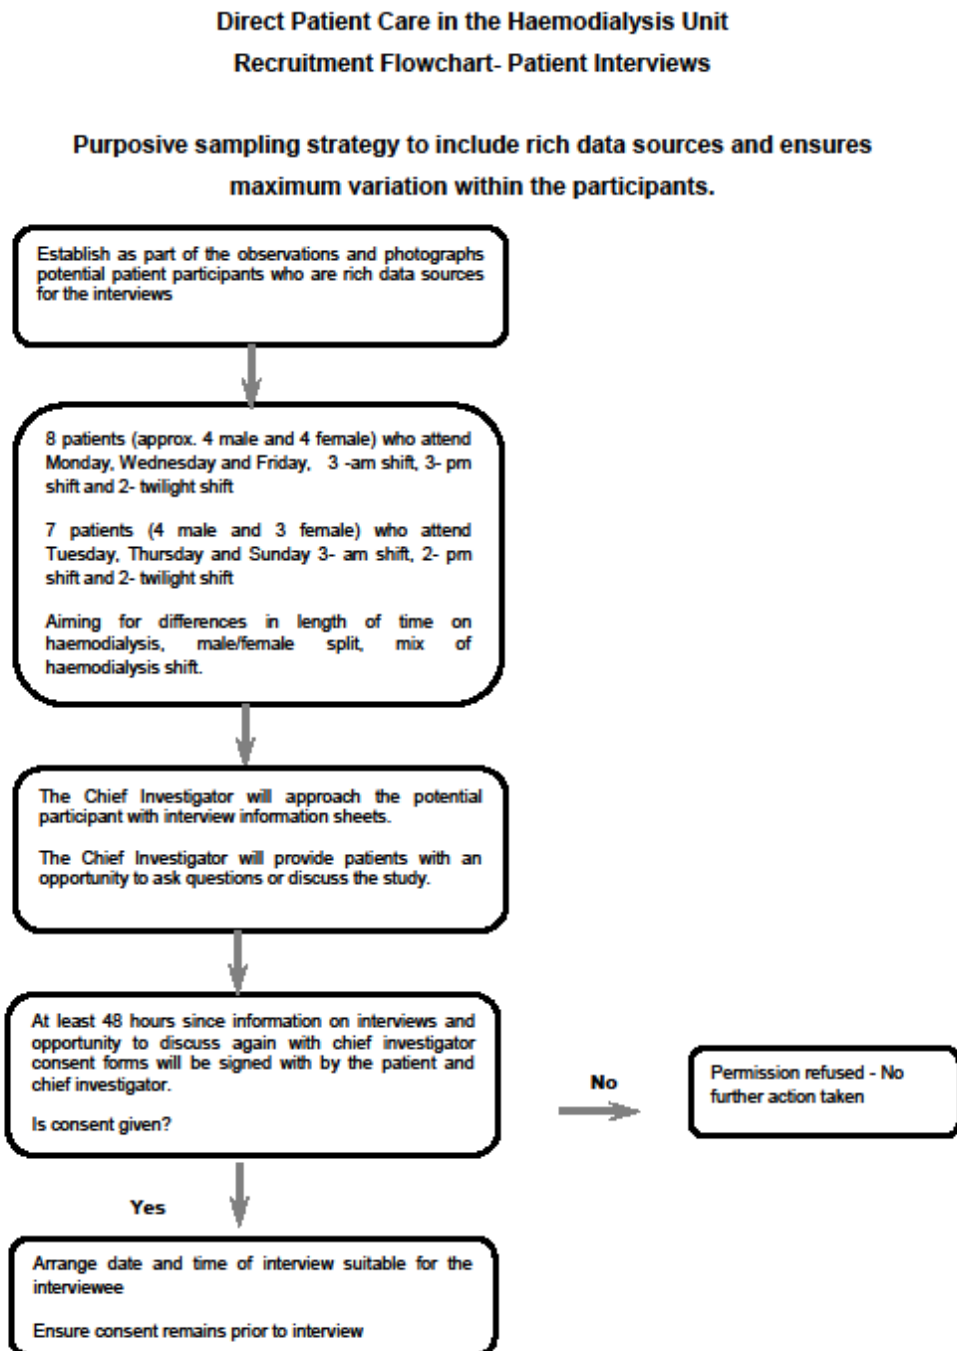 Direct Patient Care in the Haemodialysis Unit
Recruitment Flowchart- Patient Interviews
Purposive sampling strategy to include rich data sources and ensures
maximum variation within the participants.
Establish as part of the observations and photographs
potential patient participants who are rich data sources
for the interviews
8 patients (approx. 4 male and 4 female) who attend
Monday, Wednesday and Friday, 3 -am shift, 3- pm
shift and 2- twilight shift
7 patients (4 male and 3 female) who attend
Tuesday, Thursday and Sunday 3- am shift, 2- pm
shift and 2- twilight shift
Aiming for differences in length of time on
haemodialysis, male/female split, mix of
haemodialysis shift.
The Chief Investigator will approach the potential
participant with interview information sheets.
The Chief Investigator will provide patients with an
opportunity to ask questions or discuss the study.
At least 48 hours since information on interviews and
opportunity to discuss again with chief investigator
consent forms will be signed with by the patient and
chief investigator.
Is consent given?
No
Permission refused - No
further action taken
Yes
Arrange date and time of interview suitable for the
interviewee
Ensure consent remains prior to interview